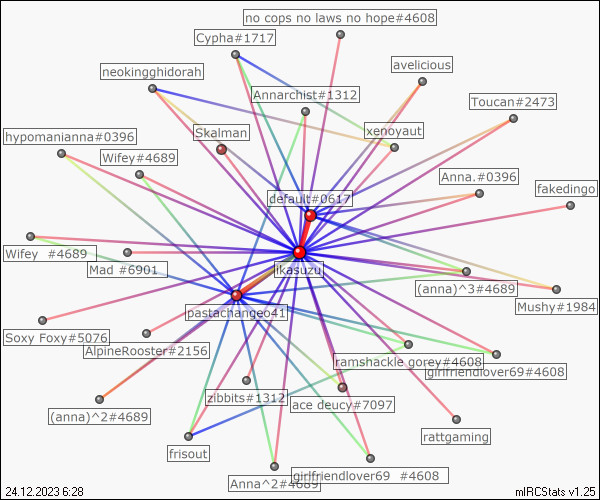 no cops no laws no hope#4608
Cypha#1717
neokingghidorah
avelicious
Annarchist#1312
Toucan#2473
hypomanianna#0396
Skalman
xenoyaut
Wifey#4689
Anna.#0396
fakedingo
default#0617
Wifey #4689
Mad #6901
likasuzu
(anna)^3#4689
Mushy#1984
pastachangeo41
Soxy Foxy#5076
AlpineRooster#2156
ramshackle gorey#4608
girlfriendlover69#4608
zibbits#1312
ace deucy#7097
(anna)^2#4689
rattgaming
frisout
Anna^2#4689
girlfriendlover69 #4608
24.12.2023 6:28
mIRCStats v1.25